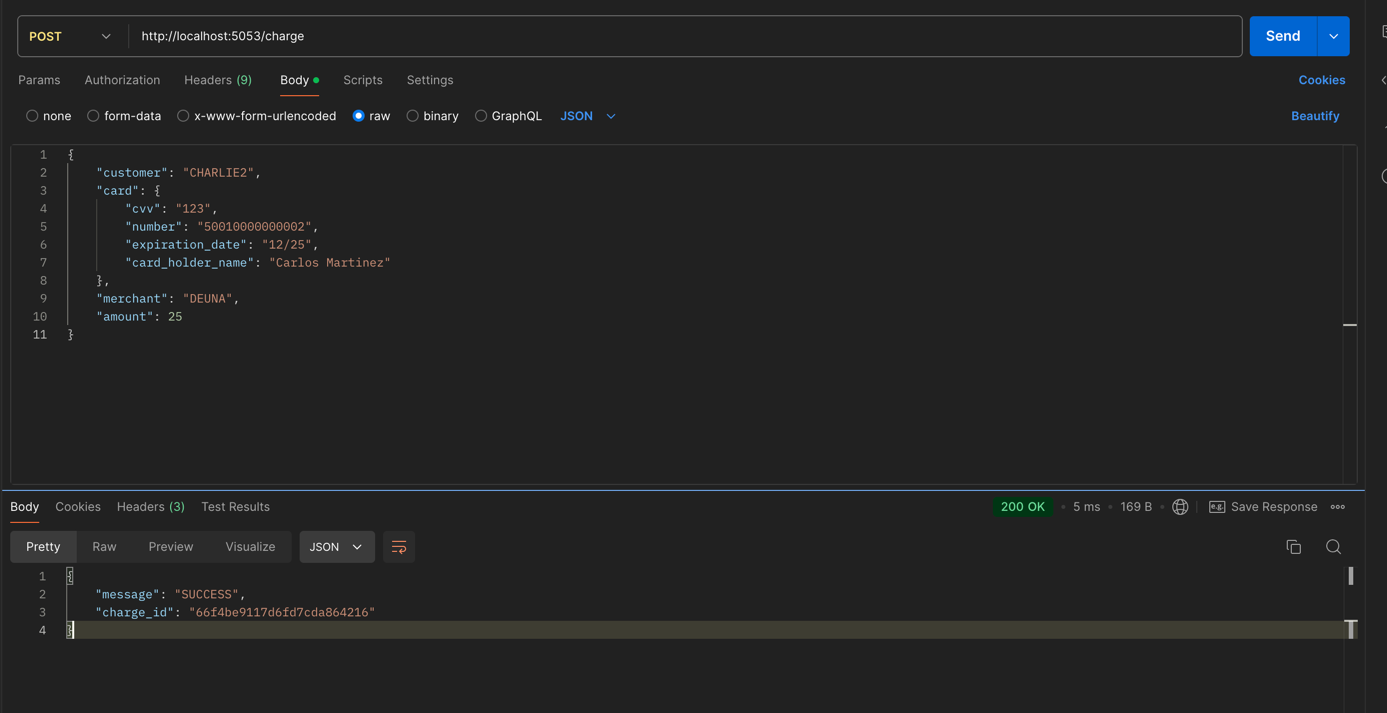 POST http://localhost:5053/charge Send
Params Authorization Headers (9) Body Scripts Settings Cookies
none form-data x-www-form-urlencoded raw binary GraphQL JSON Beautify
1 {
2 "customer": "CHARLIE2",
3 "card": {
4 "cvv": "123",
5 "number": "50010000000002",
6 "expiration_date": "12/25",
7 "card_holder_name": "Carlos Martinez"
8 },
9 "merchant": "DEUNA",
10 "amount": 25
11 }
Body Cookies Headers (3) Test Results 200 OK • 5 ms • 169 B • e.g. Save Response
Pretty Raw Preview Visualize JSON
1 {
2 "message": "SUCCESS",
3 "charge_id": "66f4be9117d6fd7cda864216"
4 }